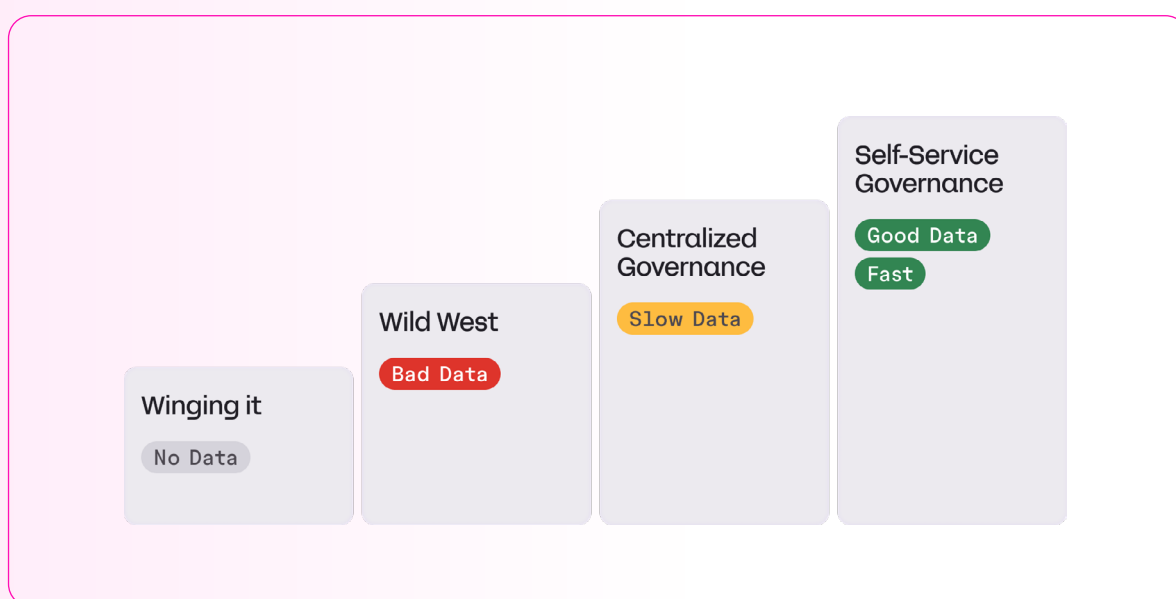 Winging it
No Data
Wild West
Bad Data
Centralized
Governance
Slow Data
Self-Service
Governance
Good Data
Fast